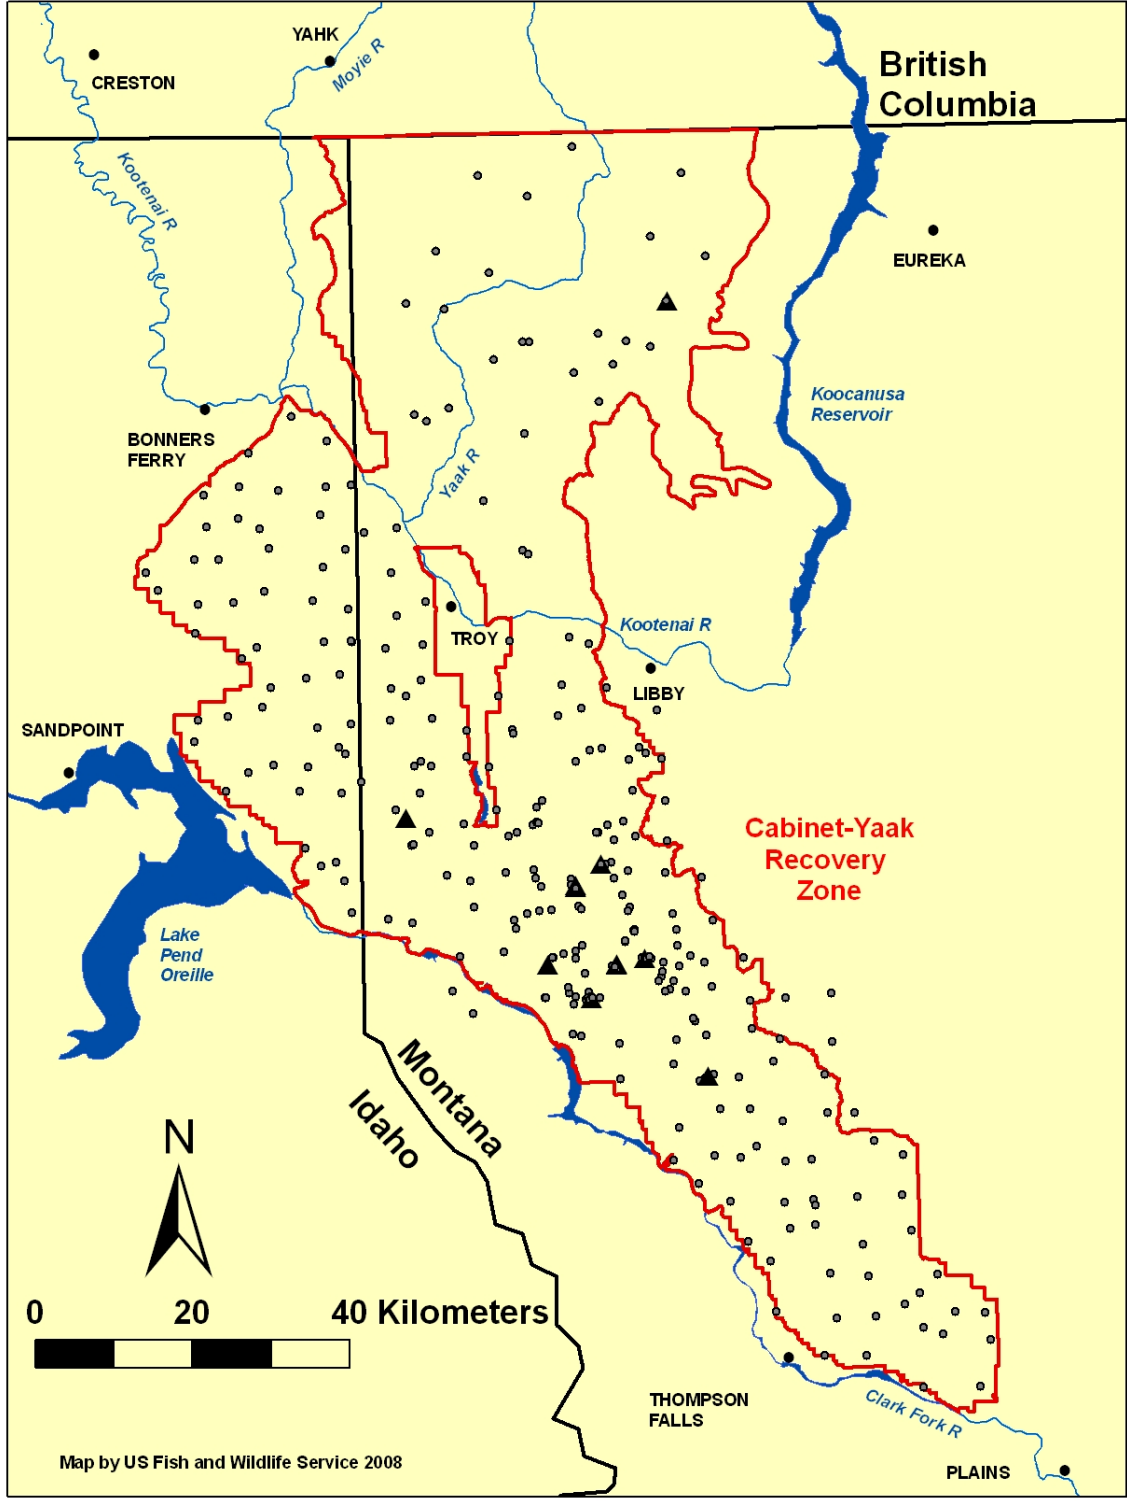 YAHK
CRESTON
Moyie R
British
Columbia
Kootenai R
EUREKA
Koocanusa
Reservoir
BONNERS
FERRY
Yaak R
Kootenai R
TROY
LIBBY
SANDPOINT
Cabinet-Yaak
Recovery
Zone
Lake
Pend
Oreille
Montana
Idaho
N
0 20 40 Kilometers
THOMPSON
FALLS
Clark Fork R
Map by US Fish and Wildlife Service 2008
PLAINS